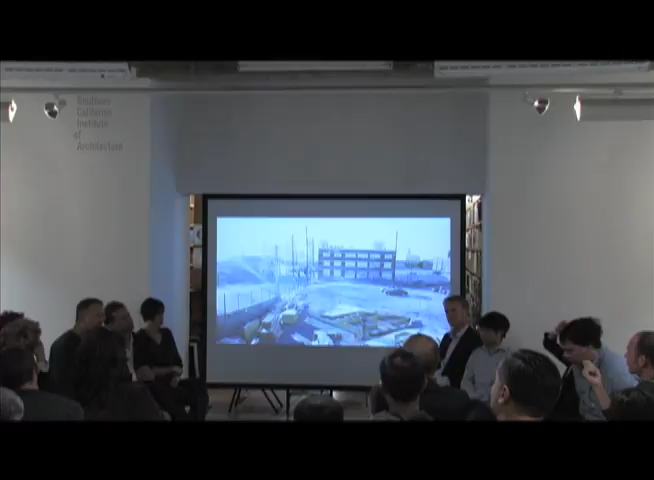 Southern
California
Institute
of
Architecture